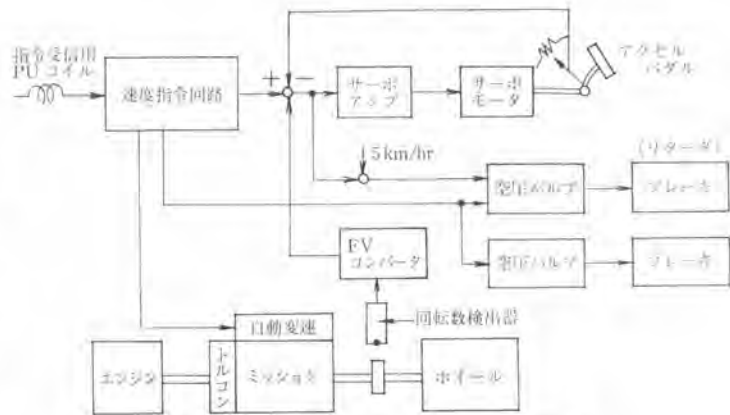 指令受信用
PUコイル
速度指令回路
+
−
サーボ
アンプ
サーボ
モータ
アクセル
ペダル
5km/hr
(リターダ)
空圧バルブ
ブレーキ
FV
コンバータ
空圧バルブ
ブレーキ
回転数検出器
自動変速
エンジン
トルコン
ミッション
ホイール